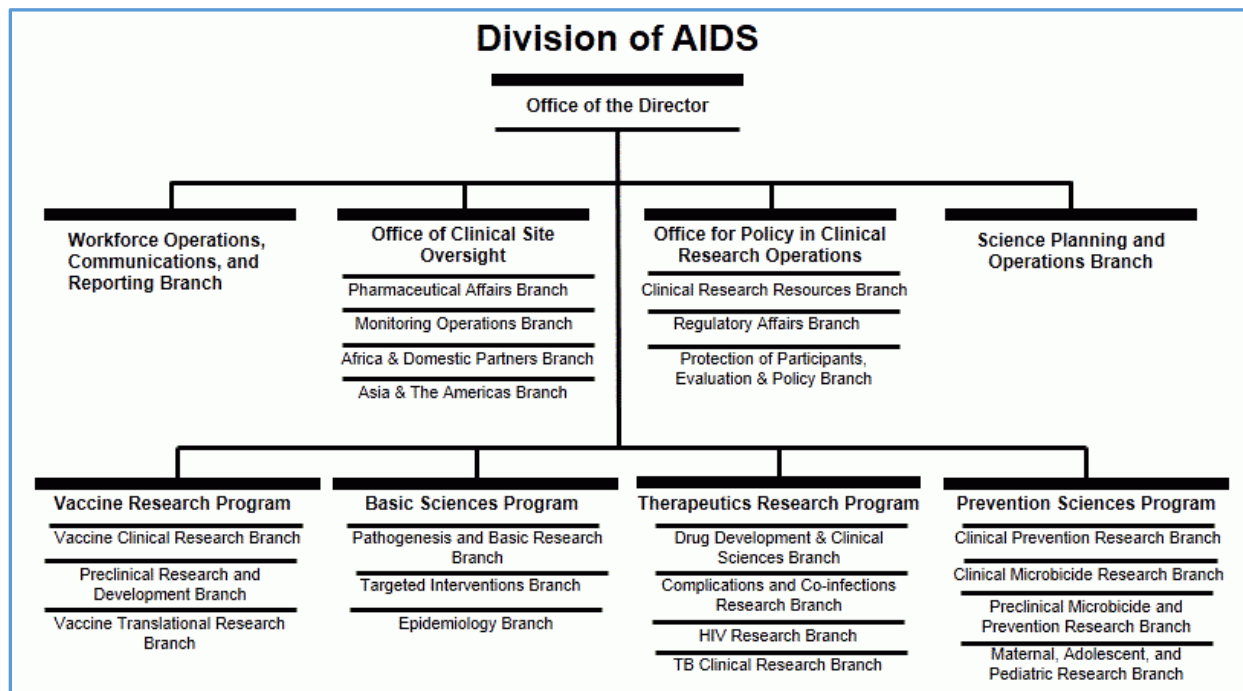 Division of AIDS
Office of the Director
Workforce Operations,
Communications, and
Reporting Branch
Office of Clinical Site
Oversight
Pharmaceutical Affairs Branch
Monitoring Operations Branch
Africa & Domestic Partners Branch
Asia & The Americas Branch
Office for Policy in Clinical
Research Operations
Clinical Research Resources Branch
Regulatory Affairs Branch
Protection of Participants,
Evaluation & Policy Branch
Science Planning and
Operations Branch
Vaccine Research Program
Vaccine Clinical Research Branch
Preclinical Research and
Development Branch
Vaccine Translational Research
Branch
Basic Sciences Program
Pathogenesis and Basic Research
Branch
Targeted Interventions Branch
Epidemiology Branch
Therapeutics Research Program
Drug Development & Clinical
Sciences Branch
Complications and Co-infections
Research Branch
HIV Research Branch
TB Clinical Research Branch
Prevention Sciences Program
Clinical Prevention Research Branch
Clinical Microbicide Research Branch
Preclinical Microbicide and
Prevention Research Branch
Maternal, Adolescent, and
Pediatric Research Branch